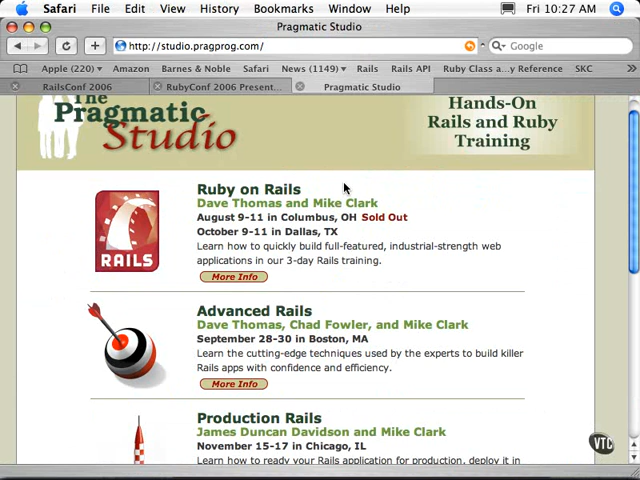 Safari File Edit View History Bookmarks Window Help Fri 10:27 AM
Pragmatic Studio
http://studio.pragprog.com/ Google
Apple (220) Amazon Barnes & Noble Safari News (1149) Rails Rails API Ruby Class a...y Reference SKC
RailsConf 2006 RubyConf 2006 Present... Pragmatic Studio
The
Pragmatic
Studio
Hands-On
Rails and Ruby
Training
RAILS
Ruby on Rails
Dave Thomas and Mike Clark
August 9-11 in Columbus, OH Sold Out
October 9-11 in Dallas, TX
Learn how to quickly build full-featured, industrial-strength web
applications in our 3-day Rails training.
More Info
Advanced Rails
Dave Thomas, Chad Fowler, and Mike Clark
September 28-30 in Boston, MA
Learn the cutting-edge techniques used by the experts to build killer
Rails apps with confidence and efficiency.
More Info
Production Rails
James Duncan Davidson and Mike Clark
November 15-17 in Chicago, IL
Learn how to ready your Rails application for production, deploy it in
VTC